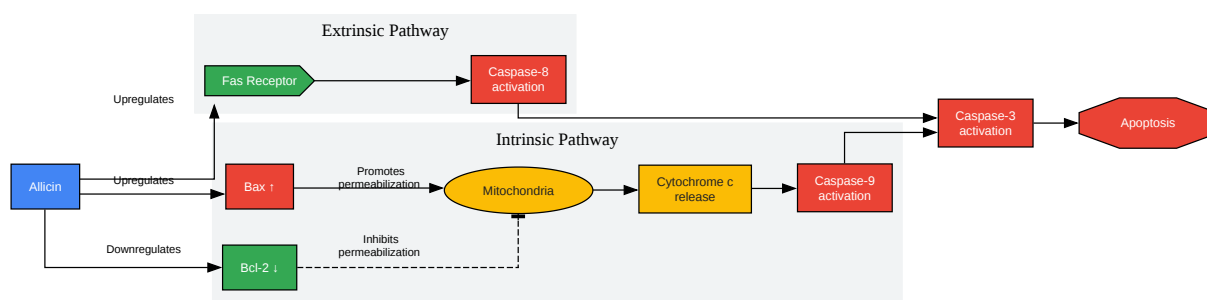 Extrinsic Pathway
Fas Receptor
Caspase-8
activation
Upregulates
Caspase-3
activation
Apoptosis
Intrinsic Pathway
Allicin
Upregulates
Bax ↑
Promotes
permeabilization
Mitochondria
Cytochrome c
release
Caspase-9
activation
Downregulates
Bcl-2 ↓
Inhibits
permeabilization